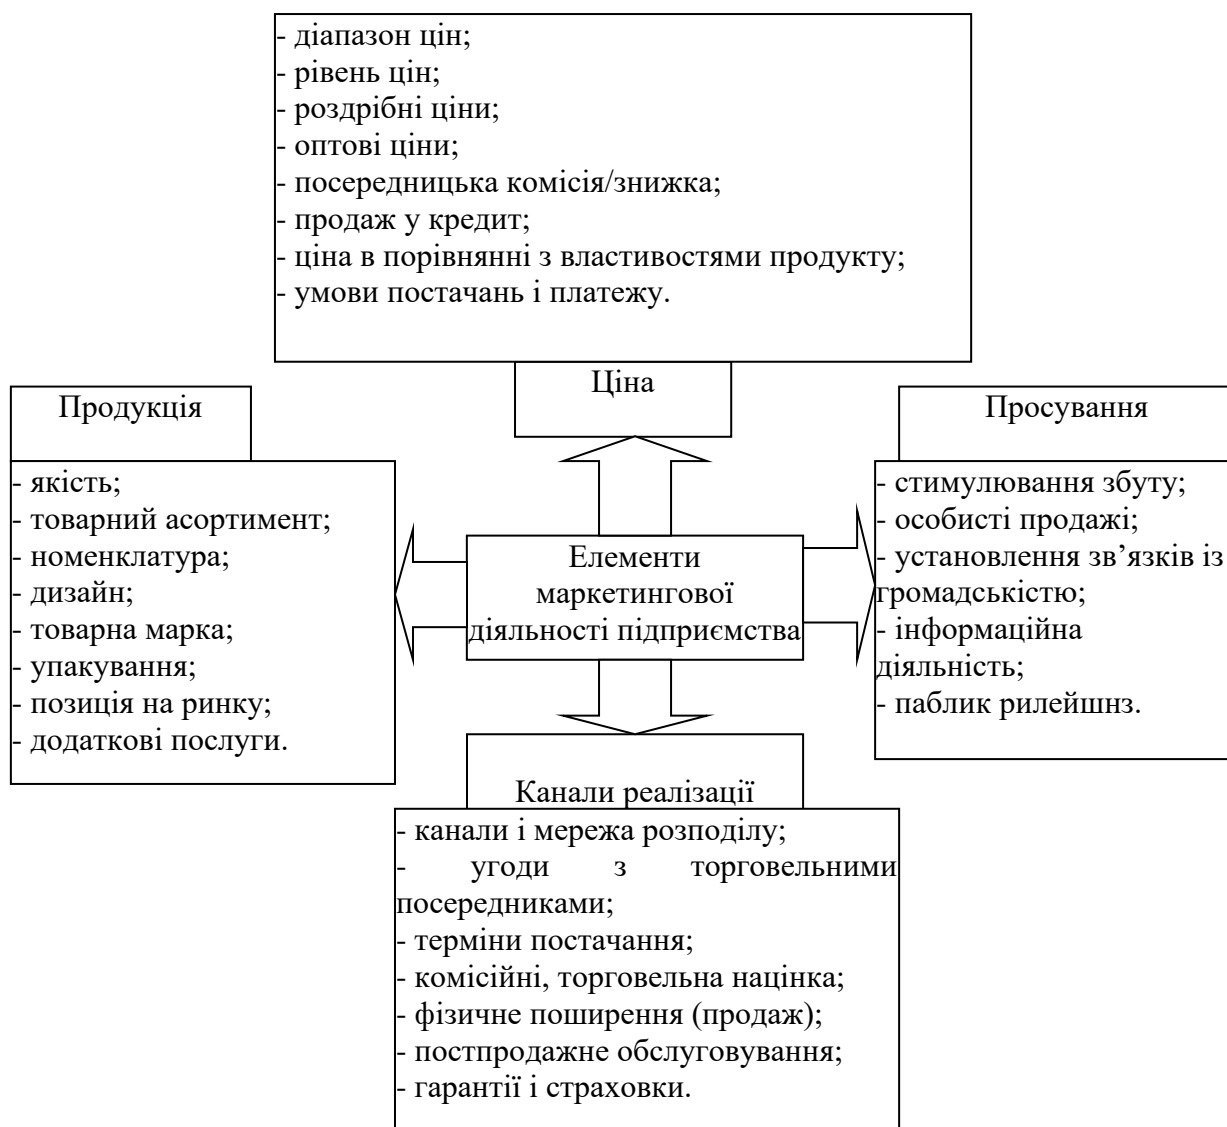 - діапазон цін;
- рівень цін;
- роздрібні ціни;
- оптові ціни;
- посередницька комісія/знижка;
- продаж у кредит;
- ціна в порівнянні з властивостями продукту;
- умови постачань і платежу.
Ціна
Продукція
- якість;
- товарний асортимент;
- номенклатура;
- дизайн;
- товарна марка;
- упакування;
- позиція на ринку;
- додаткові послуги.
Елементи
маркетингової
діяльності підприємства
Просування
- стимулювання збуту;
- особисті продажі;
- установлення зв’язків із
громадськістю;
- інформаційна
діяльність;
- паблик рилейшнз.
Канали реалізації
- канали і мережа розподілу;
- угоди з торговельними
посередниками;
- терміни постачання;
- комісійні, торговельна націнка;
- фізичне поширення (продаж);
- постпродажне обслуговування;
- гарантії і страховки.